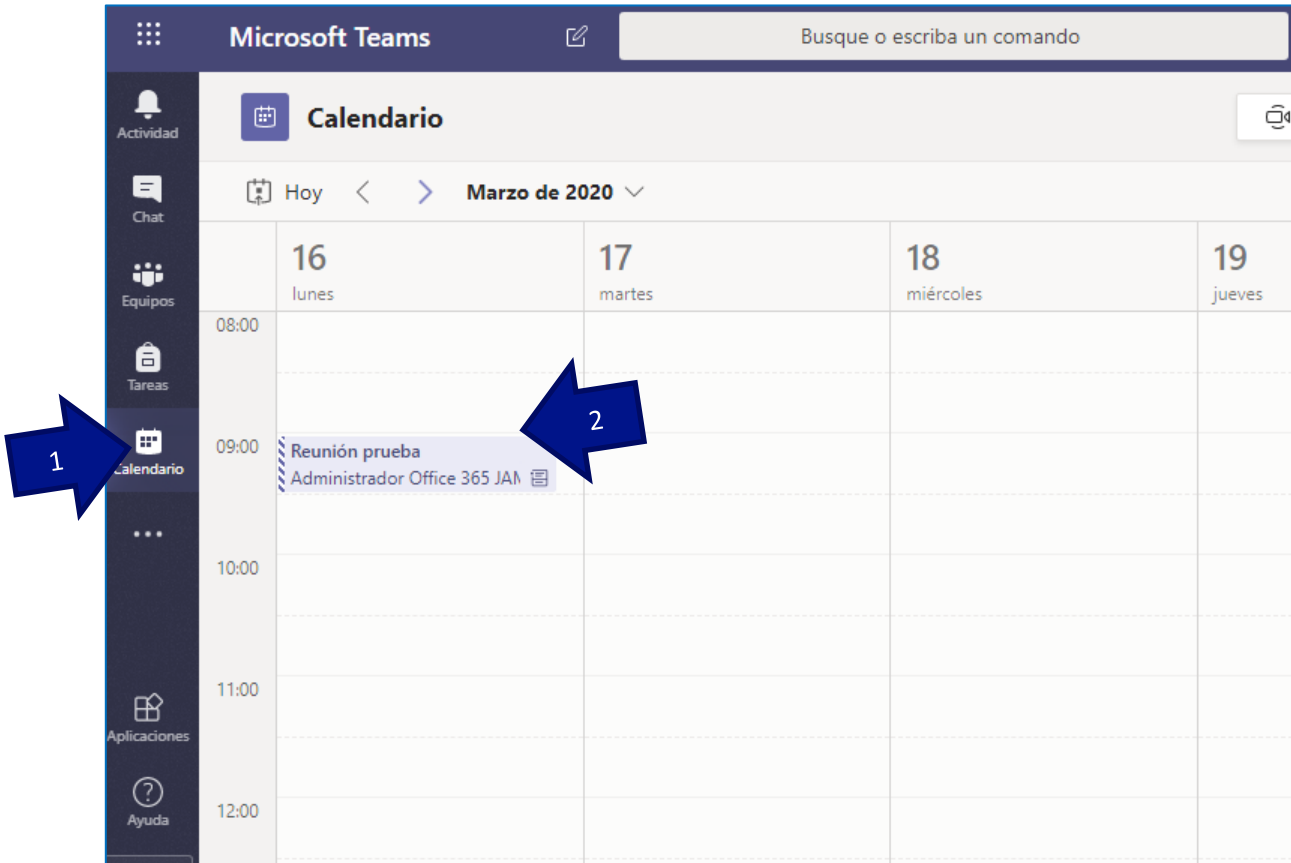 Microsoft Teams
Busque o escriba un comando
Actividad
Calendario
Chat
Hoy
Marzo de 2020
Equipos
16
17
18
19
lunes
martes
miércoles
jueves
08:00
Tareas
2
1
Calendario
09:00
Reunión prueba
Administrador Office 365
10:00
11:00
Aplicaciones
12:00
Ayuda